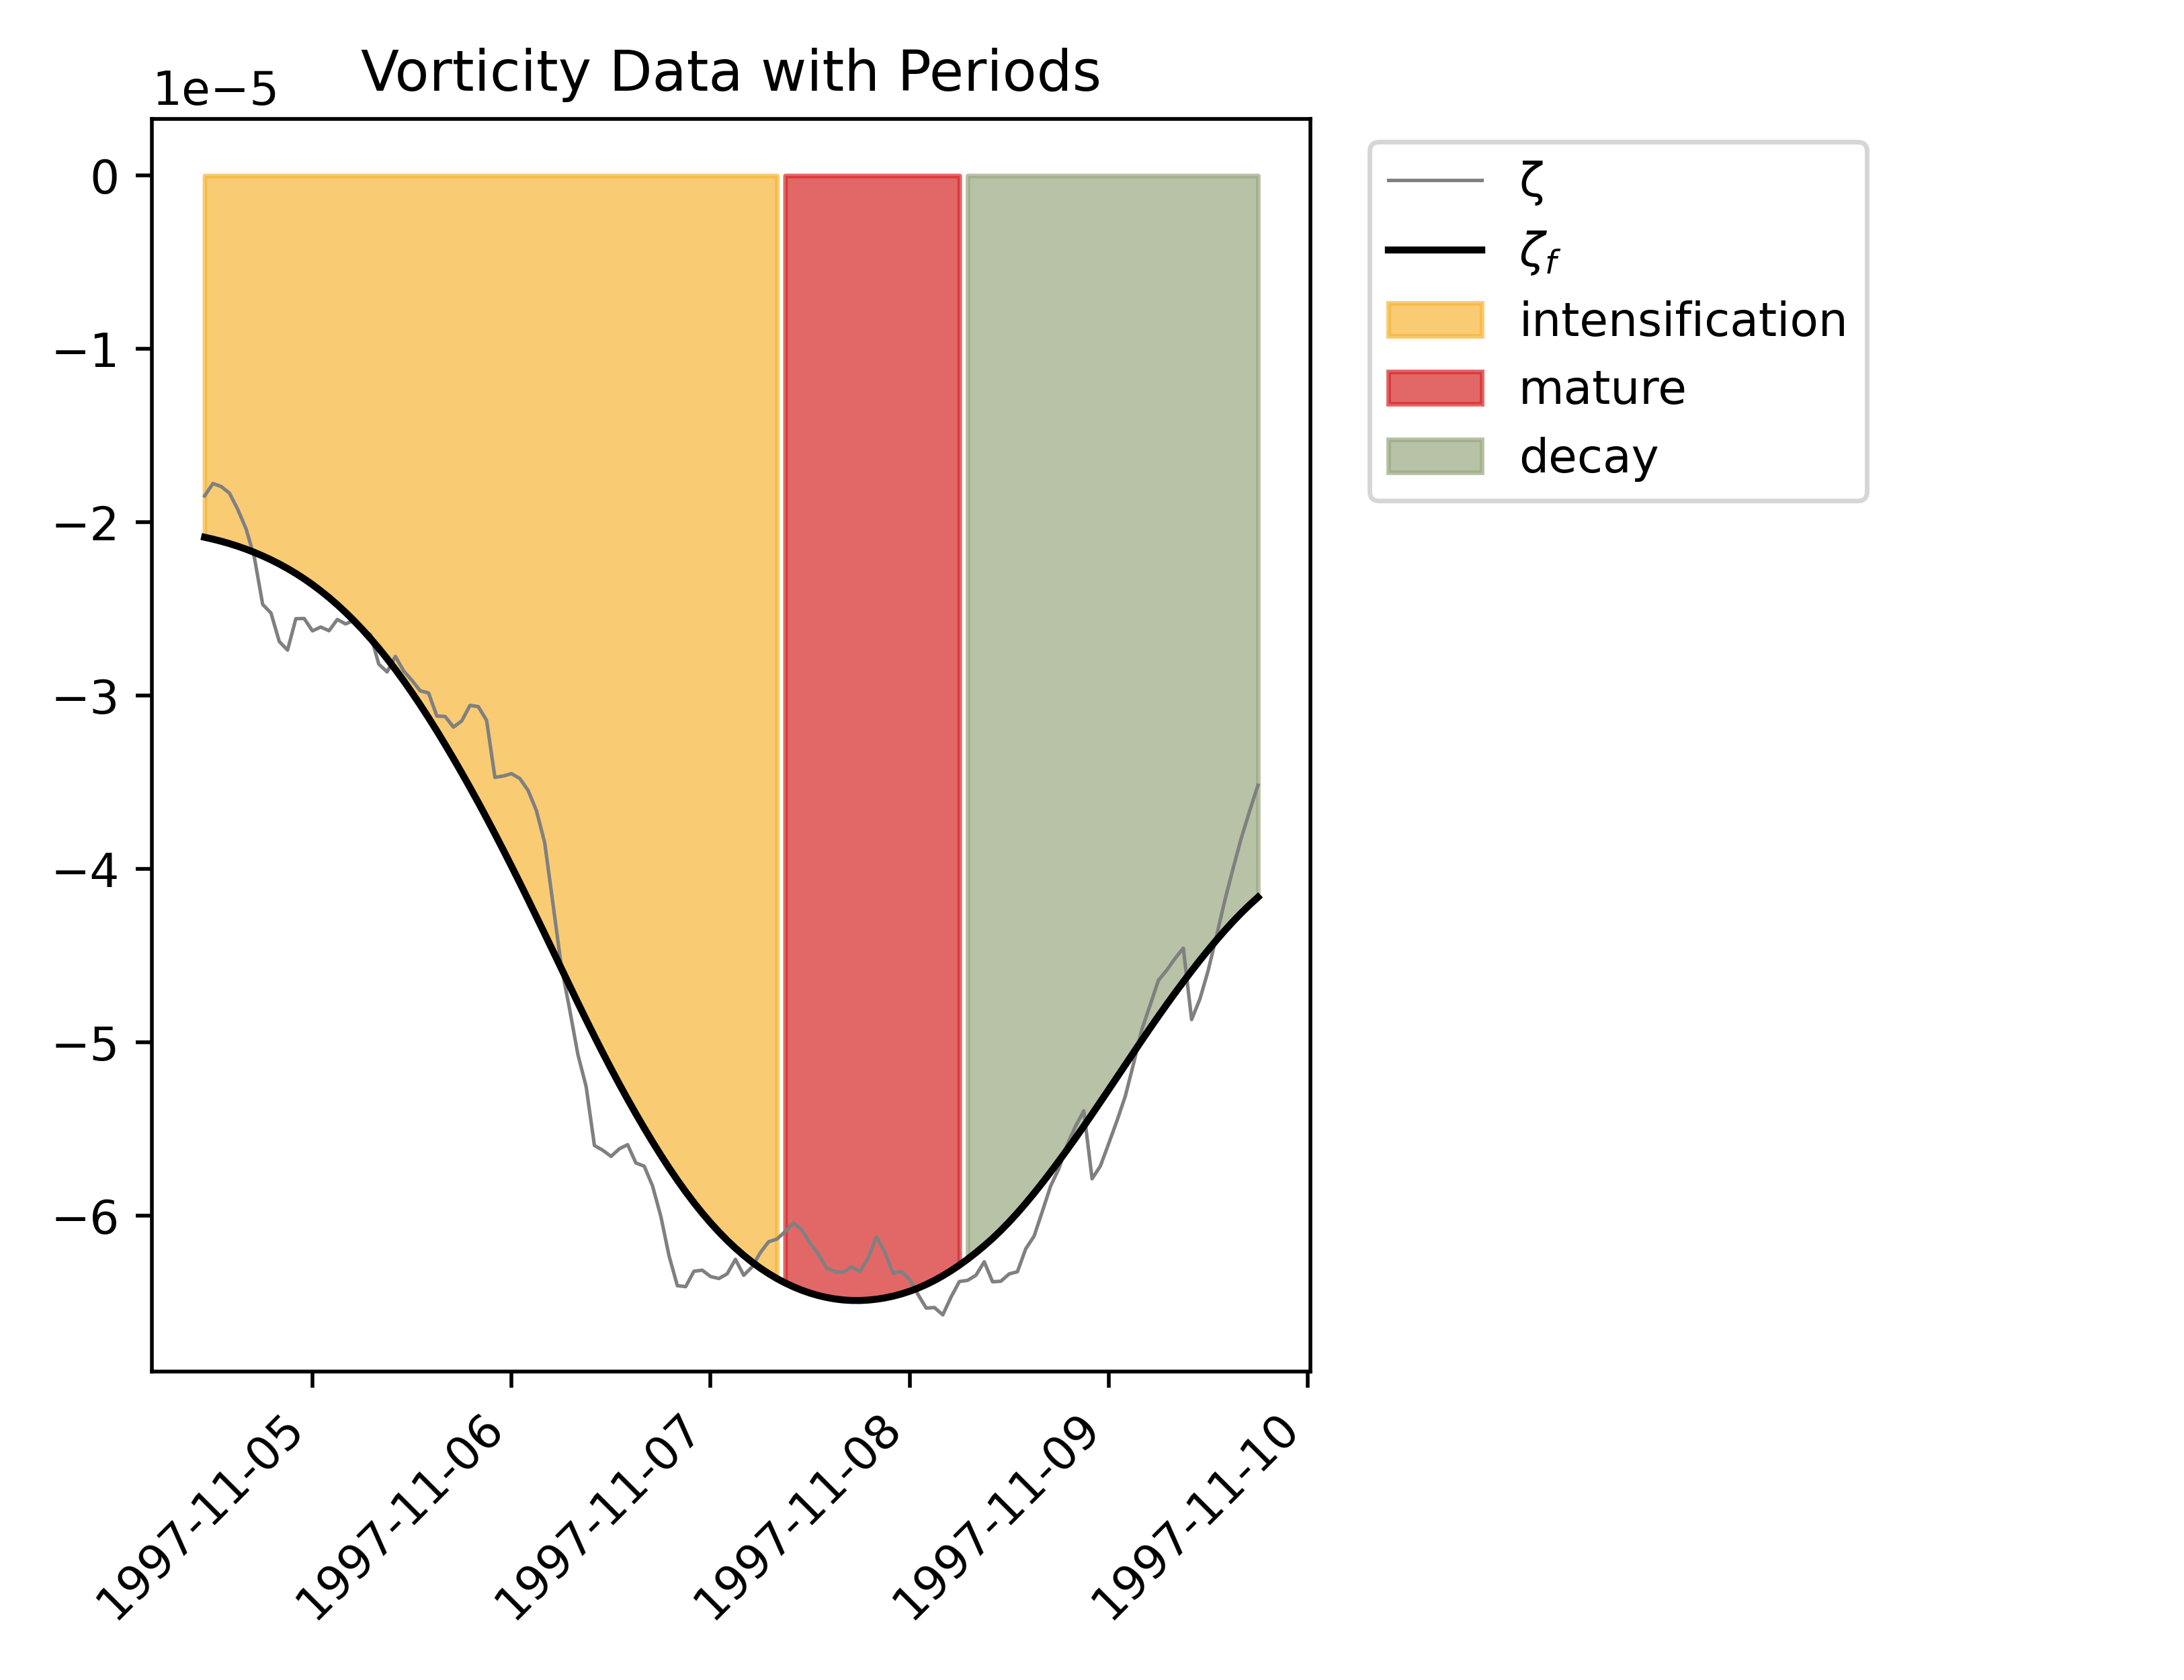 Vorticity Data with Periods
1e−5
0
−1
−2
−3
−4
−5
−6
1997-11-05
1997-11-06
1997-11-07
1997-11-08
1997-11-09
1997-11-10
ζ
ζf
intensification
mature
decay